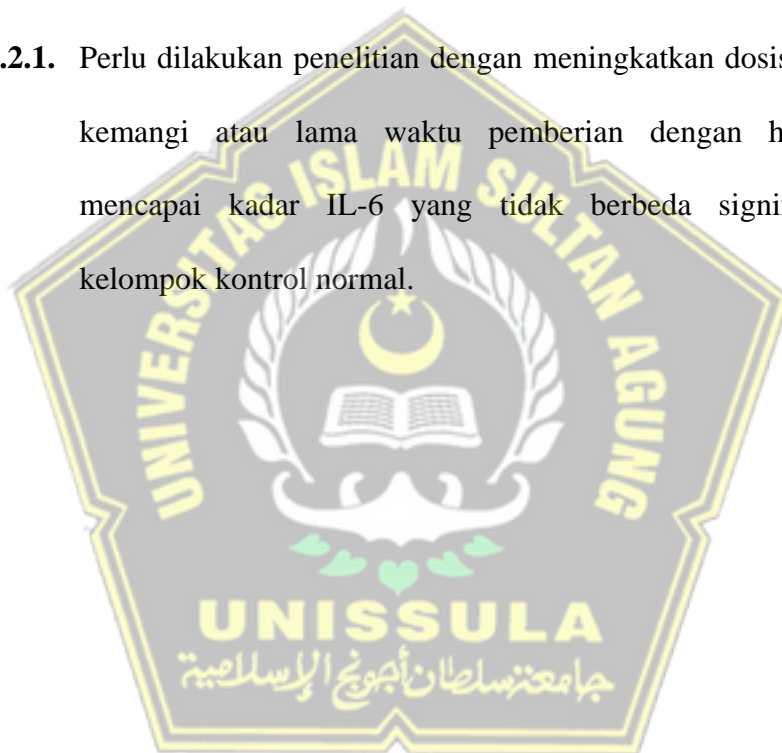 .2.1. Perlu dilakukan penelitian dengan meningkatkan dosis
kemangi atau lama waktu pemberian dengan h
mencapai kadar IL-6 yang tidak berbeda signi
kelompok kontrol normal.
UNIVERSITAS ISLAM SULTAN AGUNG
UNISSULA
جامعة سلطان أجونج الإسلامية